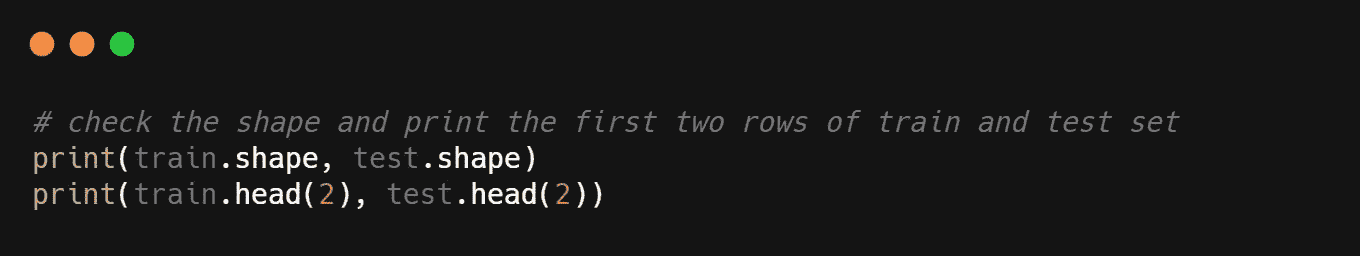 # check the shape and print the first two rows of train and test set
print(train.shape, test.shape)
print(train.head(2), test.head(2))